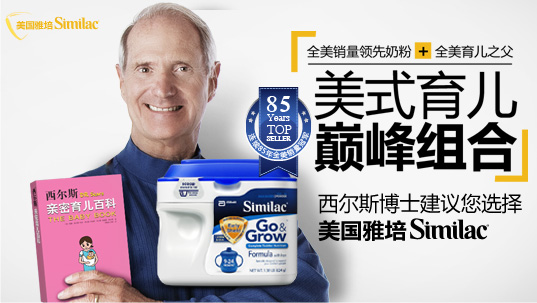 美国雅培 Similac
全美销量领先奶粉 + 全美育儿之父
美式育儿
巅峰组合
西尔斯博士建议您选择
美国雅培 Similac
85
Years
TOP
SELLER
西尔斯
亲密育儿百科
THE BABY BOOK
Abbott
Similac
Go&
Grow
Formula